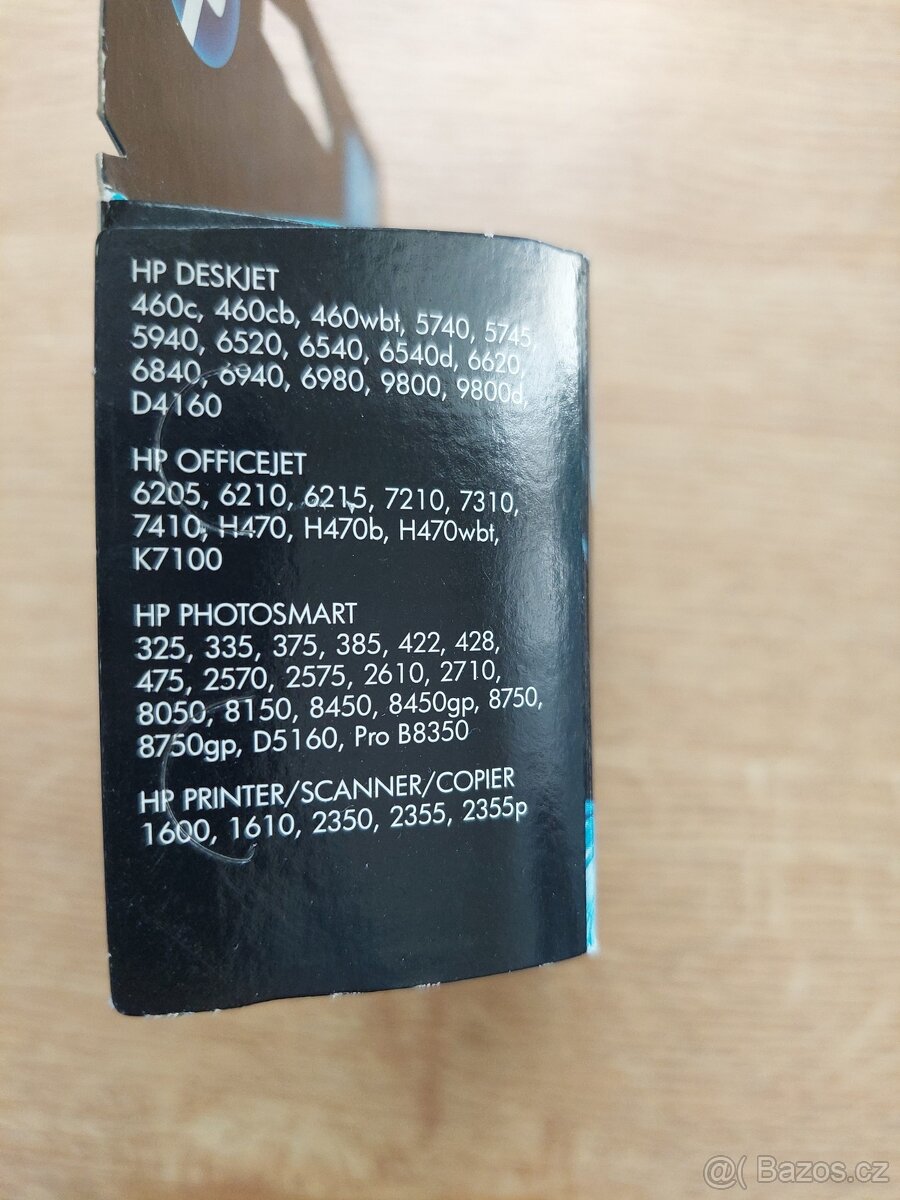 HP DESKJET
460c, 460cb, 460wbt, 5740, 5745,
5940, 6520, 6540, 6540d, 6620,
6840, 6940, 6980, 9800, 9800d,
D4160
HP OFFICEJET
6205, 6210, 6215, 7210, 7310,
7410, H470, H470b, H470wbt,
K7100
HP PHOTOSMART
325, 335, 375, 385, 422, 428,
475, 2570, 2575, 2610, 2710,
8050, 8150, 8450, 8450gp, 8750,
8750gp, D5160, Pro B8350
HP PRINTER/SCANNER/COPIER
1600, 1610, 2350, 2355, 2355p
@( Bazos.cz